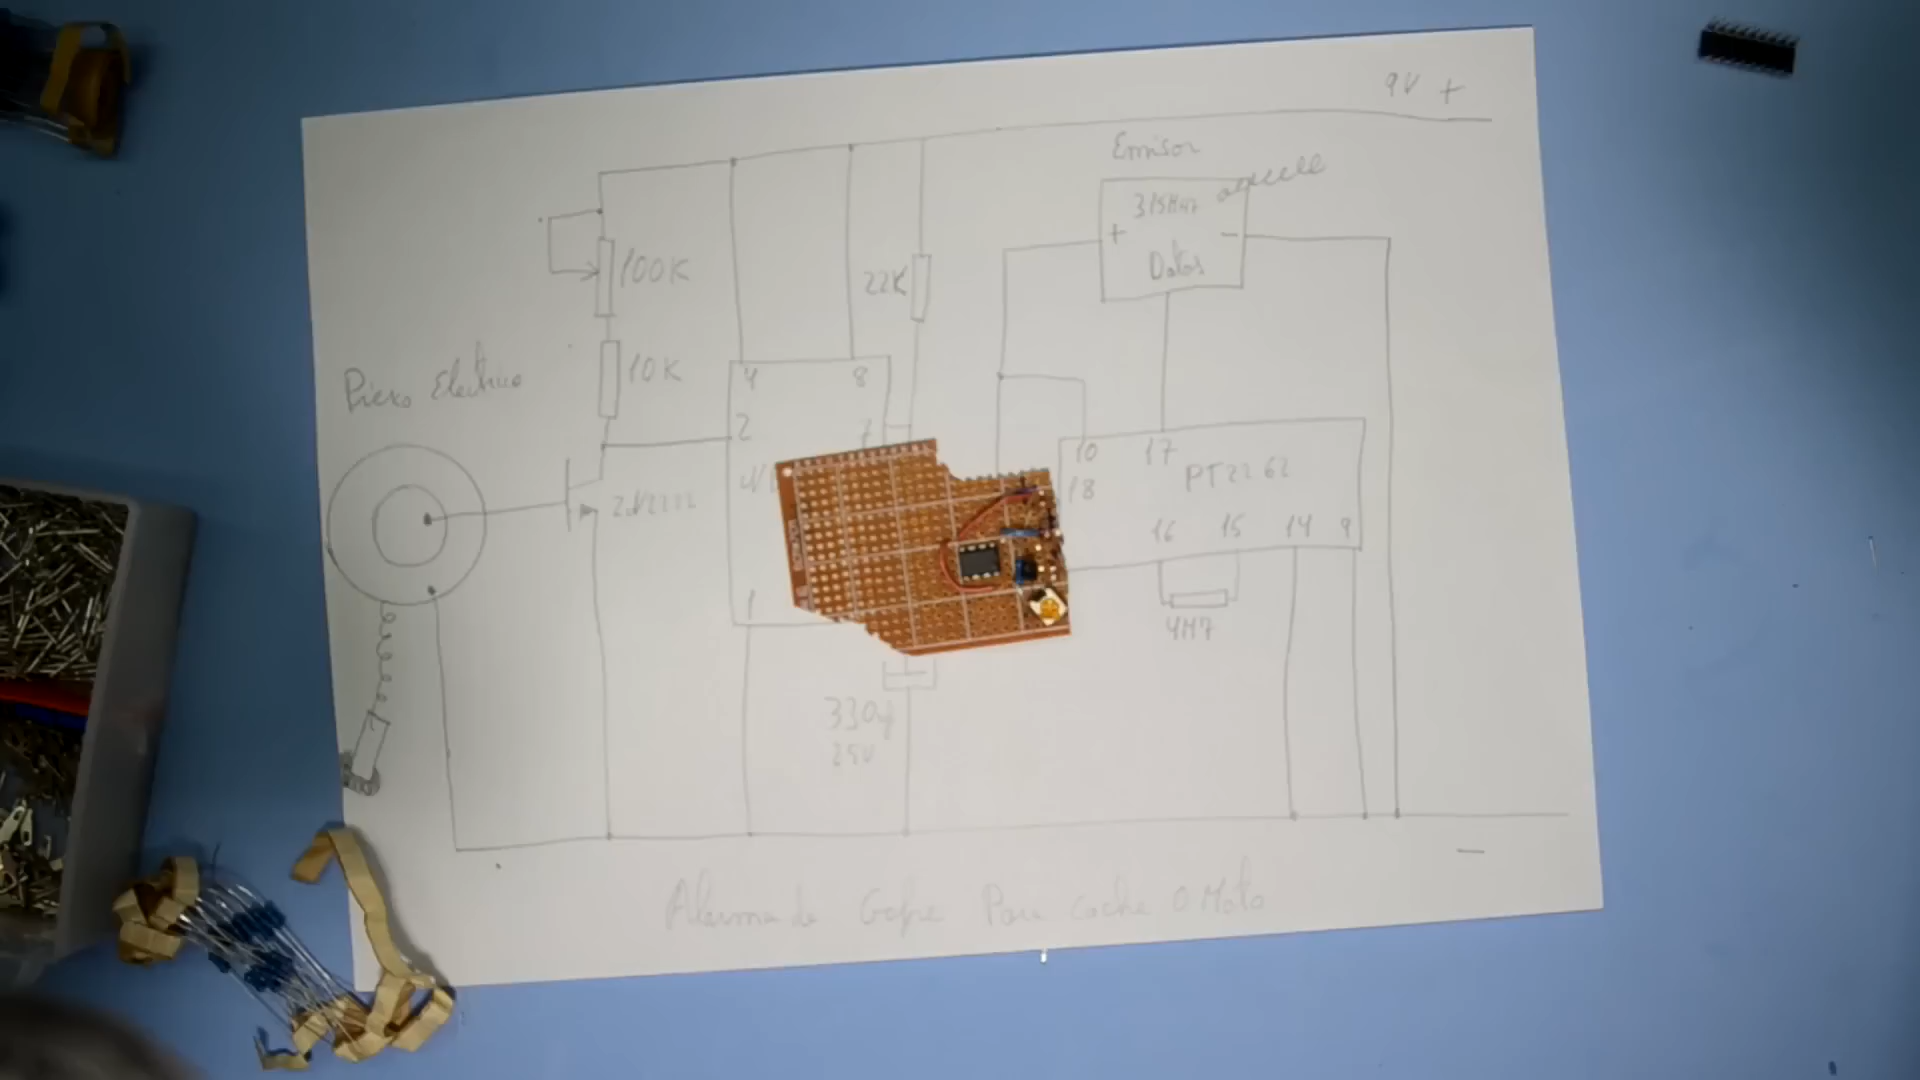 9V +
Emisor
315MHz
+ -
Datos
100K
22K
Piezo Electrico
10K
4 8
2
10 17
PT2262
18
2N2222
16 15 14 9
1
4M7
330
25V
-
Alarma de Golpe Para coche O Moto